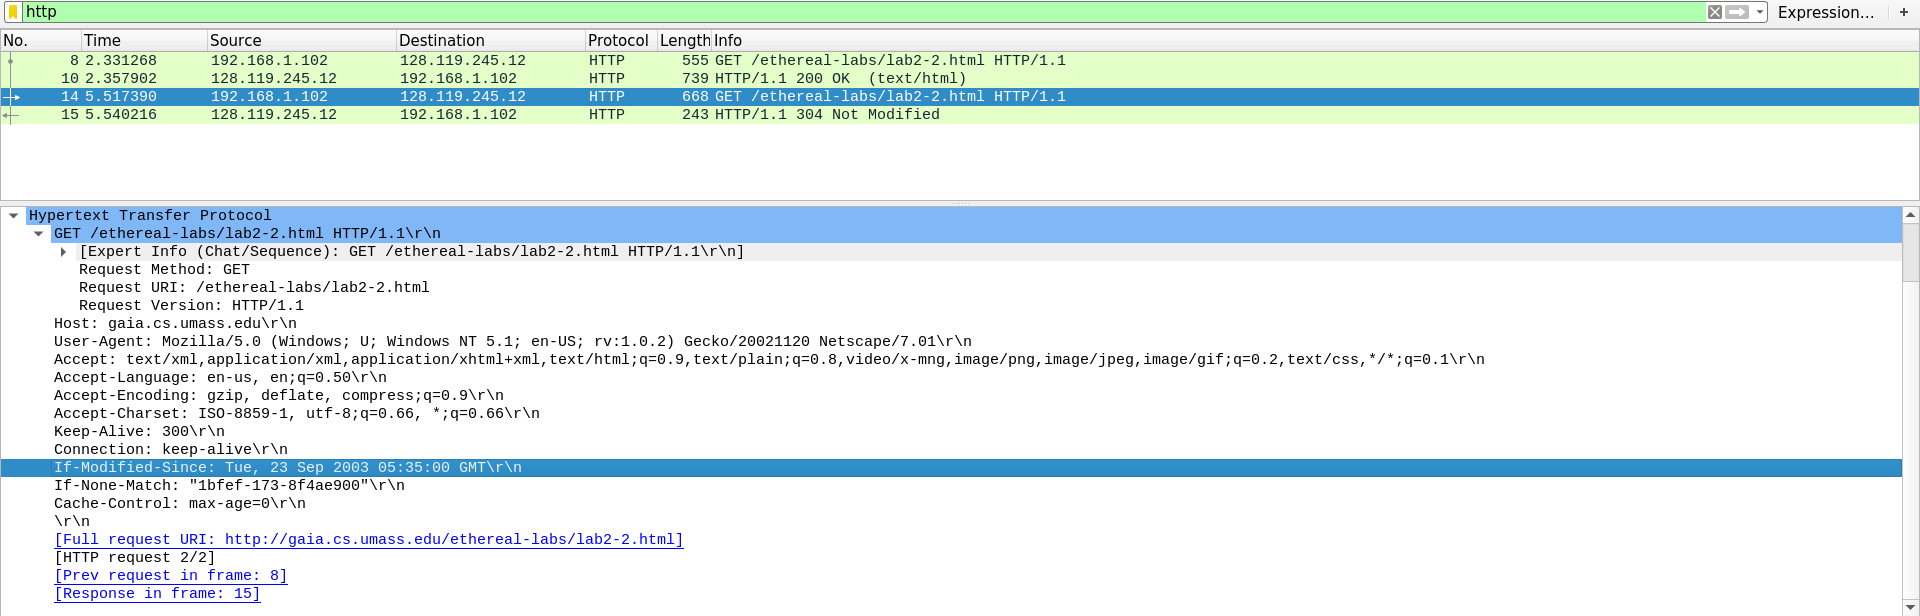 http Expression... +
No. Time Source Destination Protocol Length Info
8 2.331268 192.168.1.102 128.119.245.12 HTTP 555 GET /ethereal-labs/lab2-2.html HTTP/1.1
10 2.357902 128.119.245.12 192.168.1.102 HTTP 739 HTTP/1.1 200 OK  (text/html)
14 5.517390 192.168.1.102 128.119.245.12 HTTP 668 GET /ethereal-labs/lab2-2.html HTTP/1.1
15 5.540216 128.119.245.12 192.168.1.102 HTTP 243 HTTP/1.1 304 Not Modified
Hypertext Transfer Protocol
GET /ethereal-labs/lab2-2.html HTTP/1.1\r\n
[Expert Info (Chat/Sequence): GET /ethereal-labs/lab2-2.html HTTP/1.1\r\n]
Request Method: GET
Request URI: /ethereal-labs/lab2-2.html
Request Version: HTTP/1.1
Host: gaia.cs.umass.edu\r\n
User-Agent: Mozilla/5.0 (Windows; U; Windows NT 5.1; en-US; rv:1.0.2) Gecko/20021120 Netscape/7.01\r\n
Accept: text/xml,application/xml,application/xhtml+xml,text/html;q=0.9,text/plain;q=0.8,video/x-mng,image/png,image/jpeg,image/gif;q=0.2,text/css,*/*;q=0.1\r\n
Accept-Language: en-us, en;q=0.50\r\n
Accept-Encoding: gzip, deflate, compress;q=0.9\r\n
Accept-Charset: ISO-8859-1, utf-8;q=0.66, *;q=0.66\r\n
Keep-Alive: 300\r\n
Connection: keep-alive\r\n
If-Modified-Since: Tue, 23 Sep 2003 05:35:00 GMT\r\n
If-None-Match: "1bfef-173-8f4ae900"\r\n
Cache-Control: max-age=0\r\n
\r\n
[Full request URI: http://gaia.cs.umass.edu/ethereal-labs/lab2-2.html]
[HTTP request 2/2]
[Prev request in frame: 8]
[Response in frame: 15]